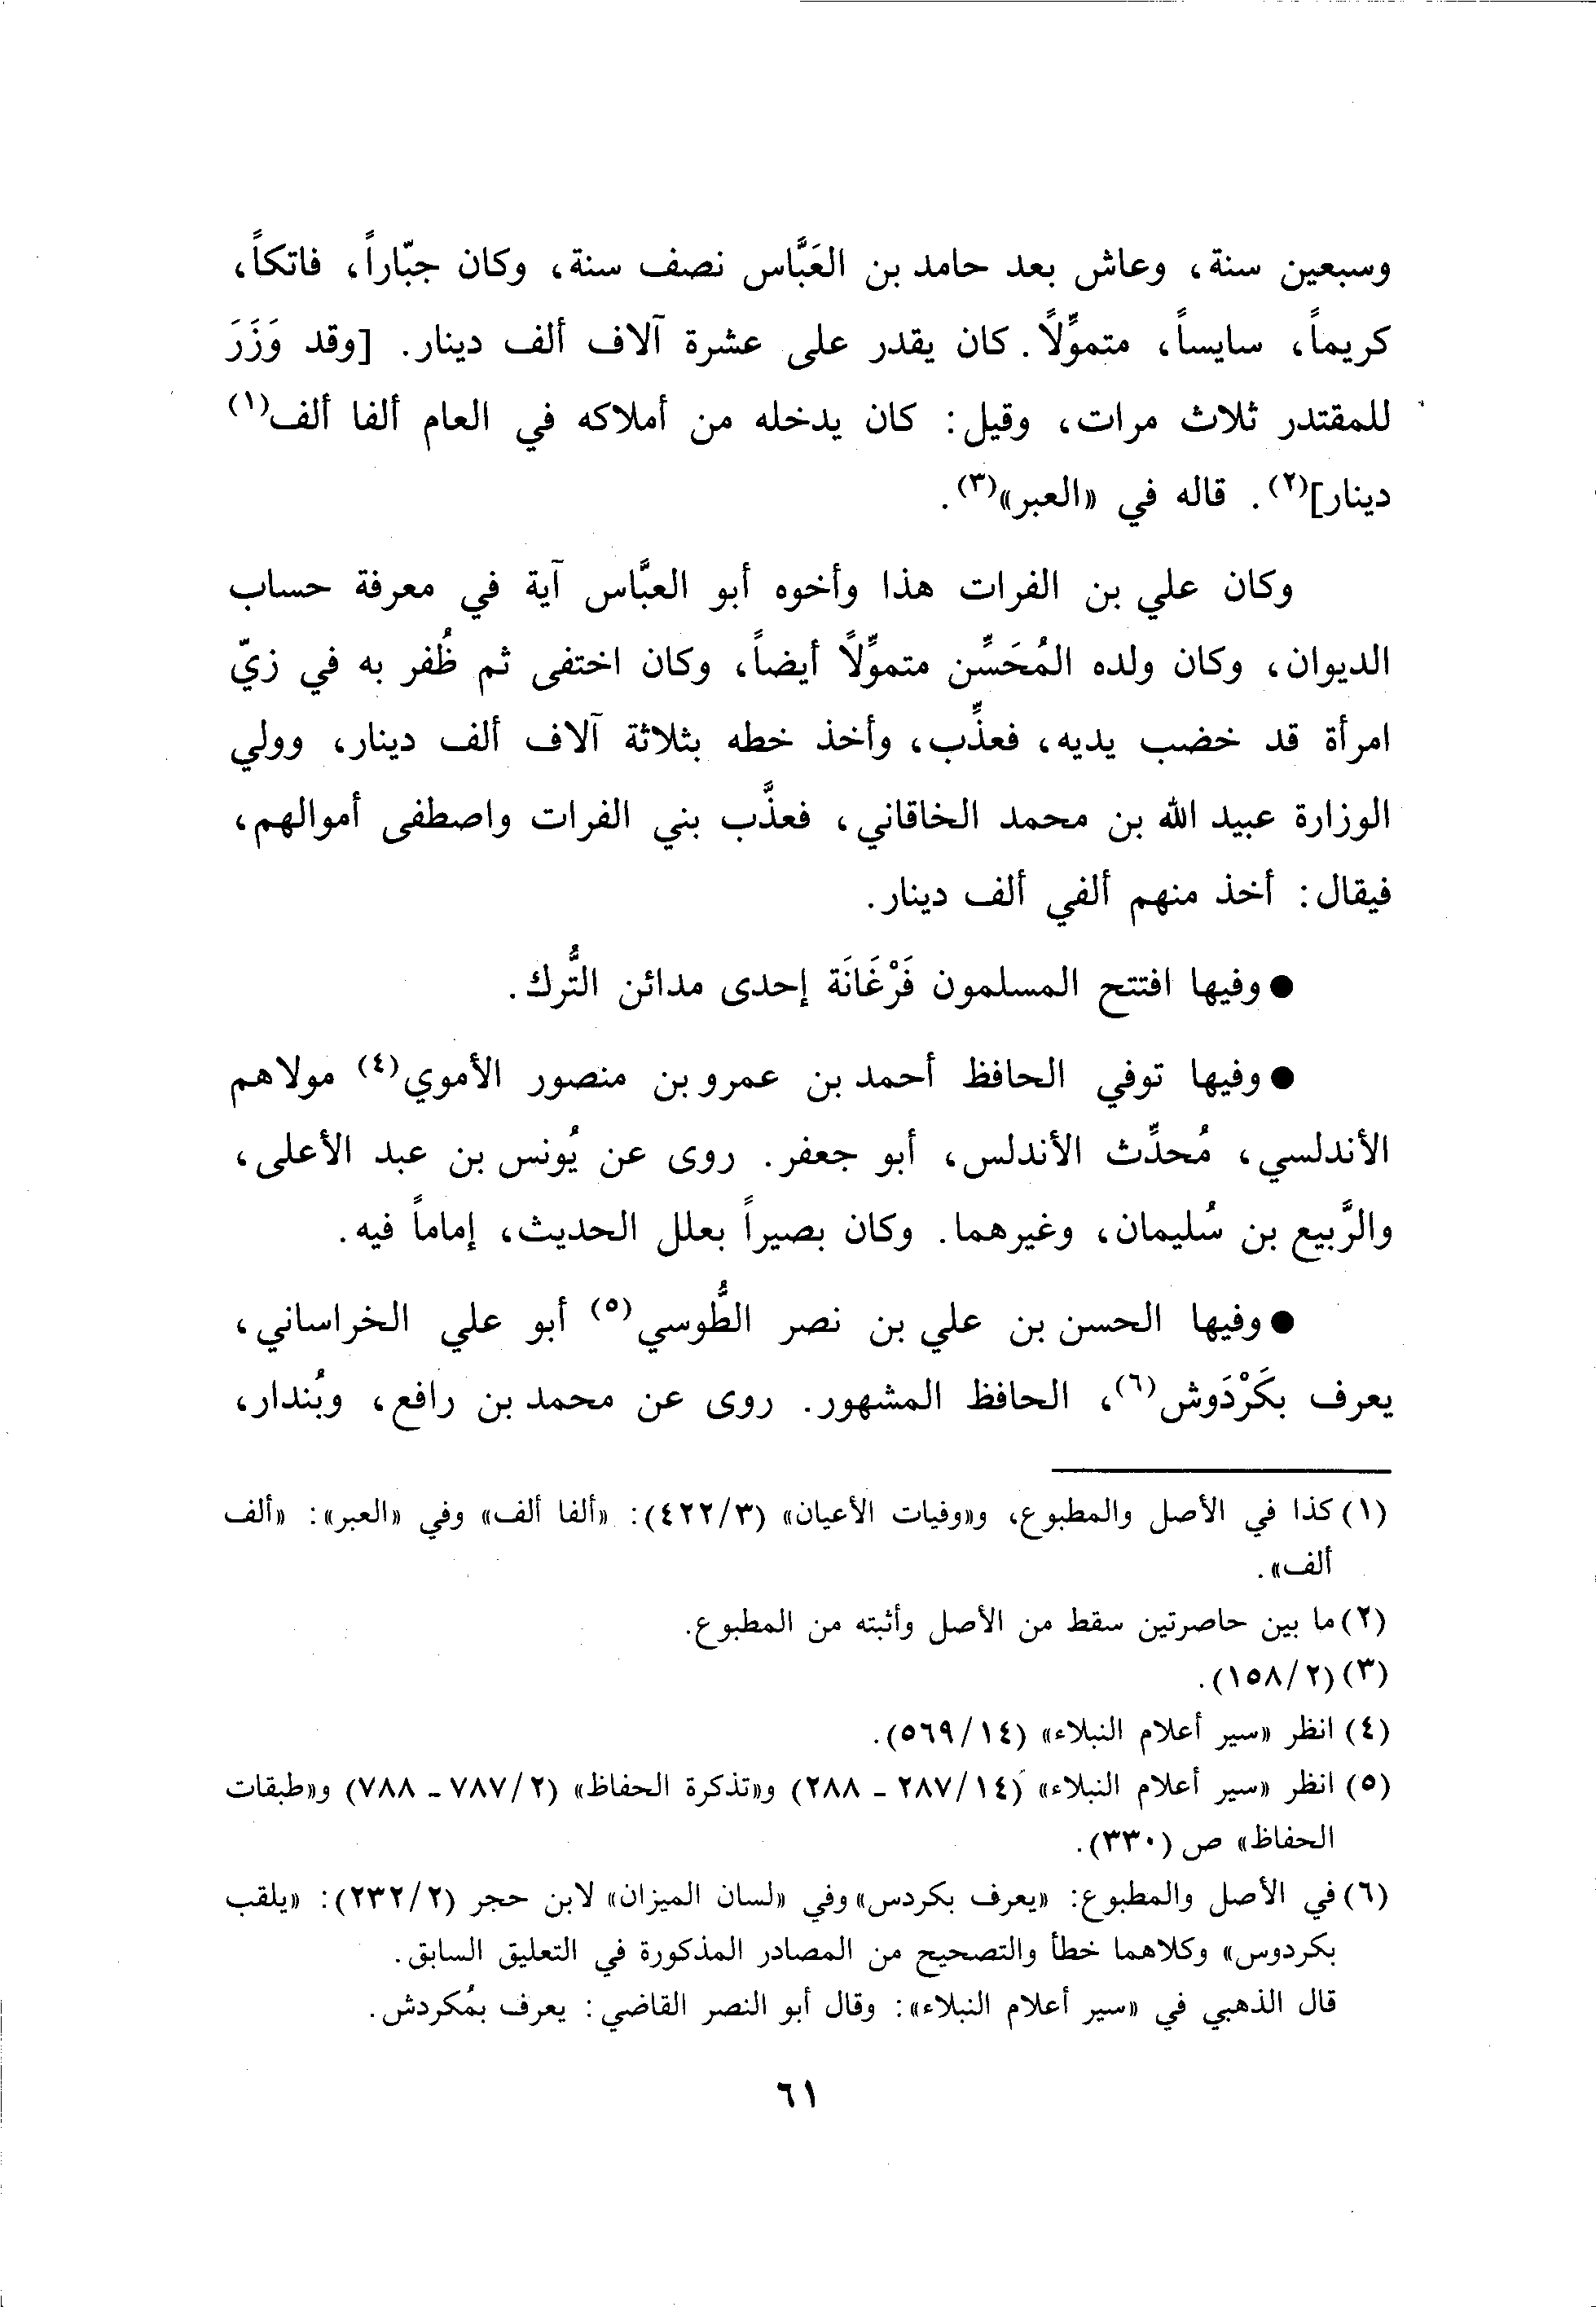 وسبعين سنة، وعاش بعد حامد بن العَبَّاس نصف سنة، وكان جبّاراً، فاتكاً،
كريماً، سايساً، متموِّلاً. كان يقدر على عشرة آلاف ألف دينار. [وقد وَزَرَ
للمقتدر ثلاث مرات، وقيل: كان يدخله من أملاكه في العام ألفا ألف(١)
دينار](٢). قاله في «العبر»(٣).
وكان علي بن الفرات هذا وأخوه أبو العبَّاس آية في معرفة حساب
الديوان، وكان ولده المُحَسِّن متموِّلاً أيضاً، وكان اختفى ثم ظُفر به في زيّ
امرأة قد خضب يديه، فعذِّب، وأخذ خطه بثلاثة آلاف ألف دينار، وولي
الوزارة عبيد الله بن محمد الخاقاني، فعذَّب بني الفرات واصطفى أموالهم،
فيقال: أخذ منهم ألفي ألف دينار.
● وفيها افتتح المسلمون فَرْغَانَة إحدى مدائن التُّرك.
● وفيها توفي الحافظ أحمد بن عمرو بن منصور الأموي(٤) مولاهم
الأندلسي، مُحدِّث الأندلس، أبو جعفر. روى عن يُونس بن عبد الأعلى،
والرَّبيع بن سُليمان، وغيرهما. وكان بصيراً بعلل الحديث، إماماً فيه.
● وفيها الحسن بن علي بن نصر الطُّوسي(٥) أبو علي الخراساني،
يعرف بكَرْدَوش(٦)، الحافظ المشهور. روى عن محمد بن رافع، وبُندار،
(١) كذا في الأصل والمطبوع، و«وفيات الأعيان» (٤٢٢/٣): «ألفا ألف» وفي «العبر»: «ألف
ألف».
(٢) ما بين حاصرتين سقط من الأصل وأثبته من المطبوع.
(٣) (١٥٨/٢).
(٤) انظر «سير أعلام النبلاء» (٥٦٩/١٤).
(٥) انظر «سير أعلام النبلاء» (٢٨٧/١٤ - ٢٨٨) و«تذكرة الحفاظ» (٧٨٧/٢ - ٧٨٨) و«طبقات
الحفاظ» ص (٣٣٠).
(٦) في الأصل والمطبوع: «يعرف بكردس» وفي «لسان الميزان» لابن حجر (٢٣٢/٢): «يلقب
بكردوس» وكلاهما خطأ والتصحيح من المصادر المذكورة في التعليق السابق.
قال الذهبي في «سير أعلام النبلاء»: وقال أبو النصر القاضي: يعرف بمُكردش.
٦١